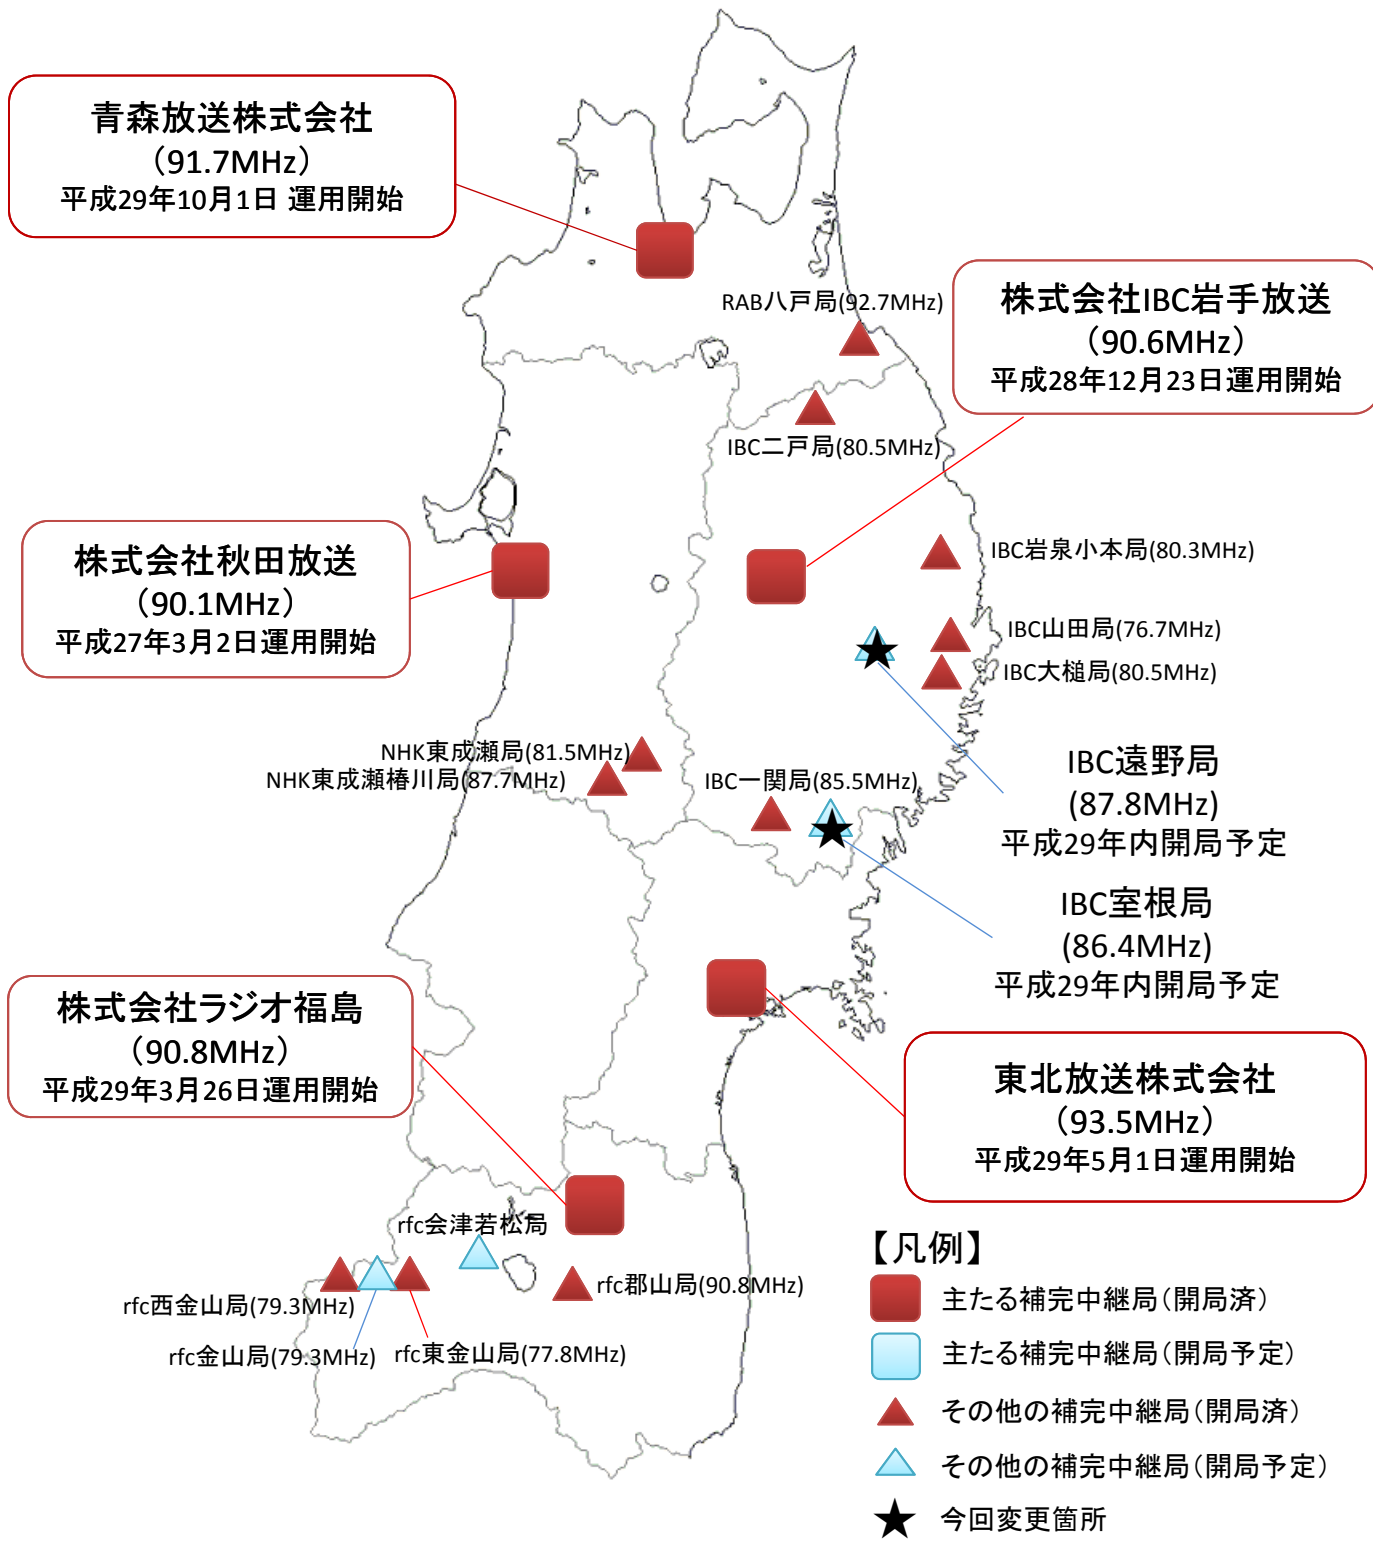 青森放送株式会社
（91.7MHz）
平成29年10月1日 運用開始
RAB八戸局(92.7MHz)
株式会社IBC岩手放送
（90.6MHz）
平成28年12月23日運用開始
IBC二戸局(80.5MHz)
株式会社秋田放送
（90.1MHz）
平成27年3月2日運用開始
IBC岩泉小本局(80.3MHz)
IBC山田局(76.7MHz)
IBC大槌局(80.5MHz)
NHK東成瀬局(81.5MHz)
NHK東成瀬椿川局(87.7MHz)
IBC一関局(85.5MHz)
IBC遠野局
(87.8MHz)
平成29年内開局予定
IBC室根局
(86.4MHz)
平成29年内開局予定
株式会社ラジオ福島
（90.8MHz）
平成29年3月26日運用開始
東北放送株式会社
（93.5MHz）
平成29年5月1日運用開始
rfc会津若松局
rfc郡山局(90.8MHz)
rfc西金山局(79.3MHz)
rfc金山局(79.3MHz)
rfc東金山局(77.8MHz)
【凡例】
主たる補完中継局（開局済）
主たる補完中継局（開局予定）
その他の補完中継局（開局済）
その他の補完中継局（開局予定）
今回変更箇所